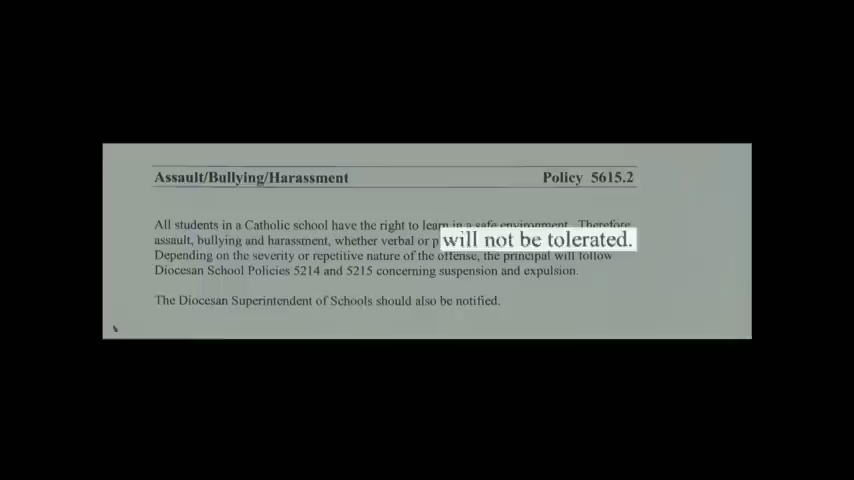 Assault/Bullying/Harassment Policy 5615.2
All students in a Catholic school have the right to learn in a safe environment. Therefore
assault, bullying and harassment, whether verbal or will not be tolerated.
Depending on the severity or repetitive nature of the offense, the principal will follow
Diocesan School Policies 5214 and 5215 concerning suspension and expulsion.
The Diocesan Superintendent of Schools should also be notified.